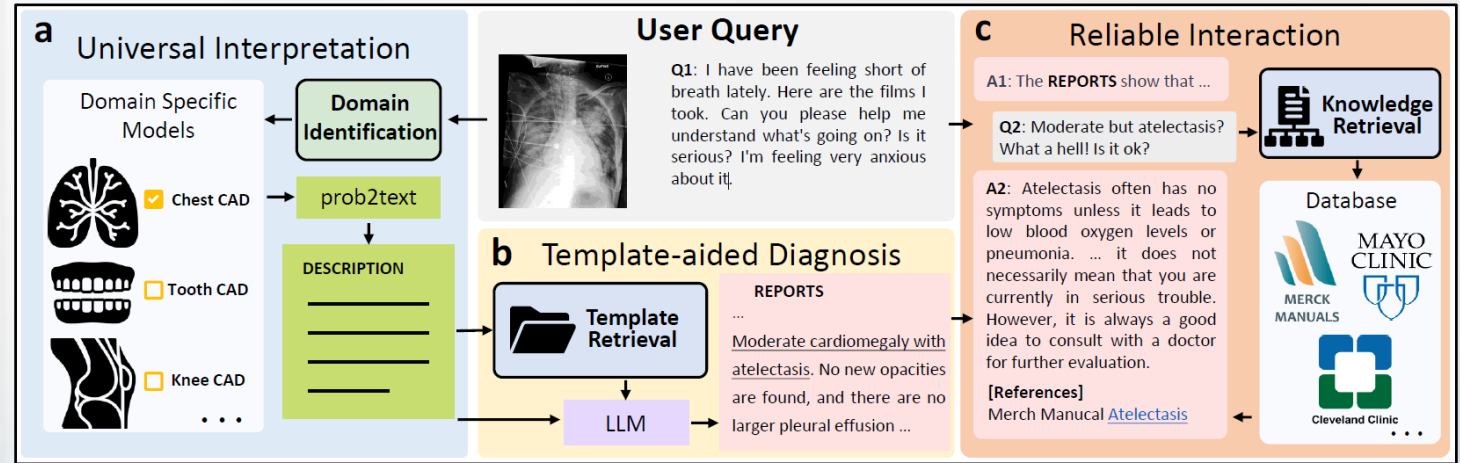 a
Universal Interpretation
Domain Specific
Models
Domain
Identification
Chest CAD
Tooth CAD
Knee CAD
...
prob2text
DESCRIPTION
User Query
Q1: I have been feeling short of
breath lately. Here are the films I
took. Can you please help me
understand what's going on? Is it
serious? I'm feeling very anxious
about it.
b
Template-aided Diagnosis
Template
Retrieval
LLM
REPORTS
...
Moderate cardiomegaly with
atelectasis. No new opacities
are found, and there are no
larger pleural effusion ...
c
Reliable Interaction
A1: The REPORTS show that ...
Q2: Moderate but atelectasis?
What a hell! Is it ok?
Knowledge
Retrieval
A2: Atelectasis often has no
symptoms unless it leads to
low blood oxygen levels or
pneumonia. ... it does not
necessarily mean that you are
currently in serious trouble.
However, it is always a good
idea to consult with a doctor
for further evaluation.
[References]
Merch Manucal Atelectasis
Database
MERCK
MANUALS
MAYO
CLINIC
Cleveland Clinic
...